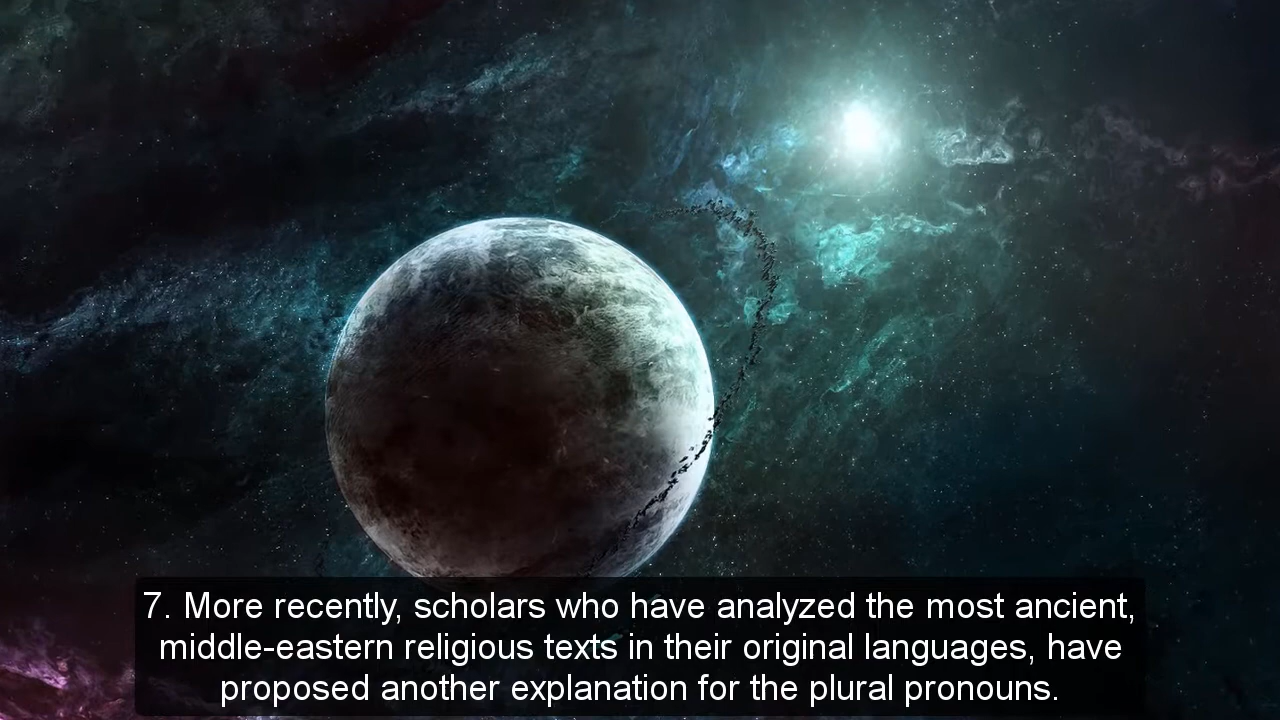 7. More recently, scholars who have analyzed the most ancient,
middle-eastern religious texts in their original languages, have
proposed another explanation for the plural pronouns.